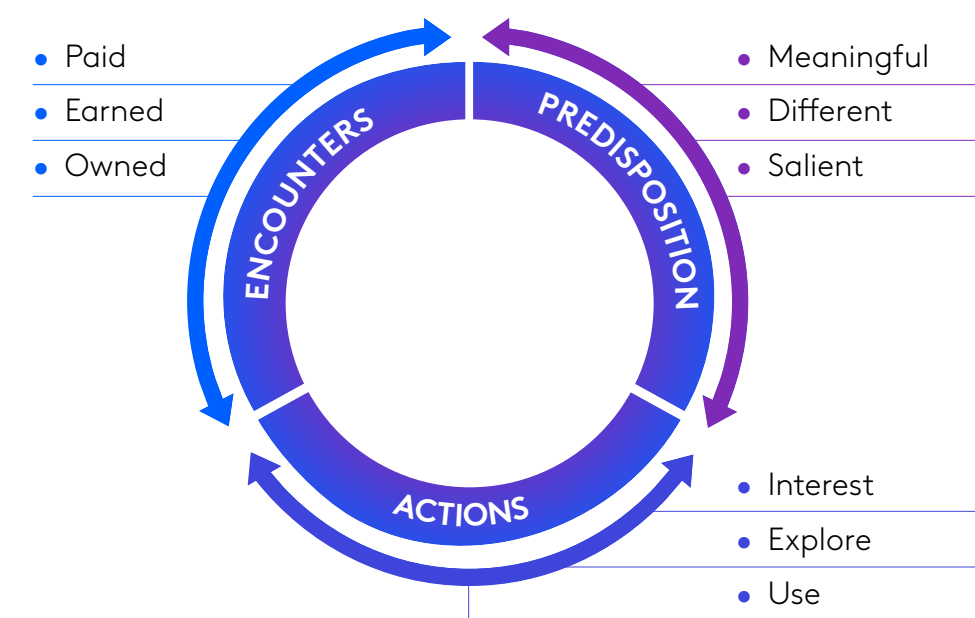 Paid
Earned
Owned
ENCOUNTERS
PREDISPOSITION
Meaningful
Different
Salient
ACTIONS
Interest
Explore
Use